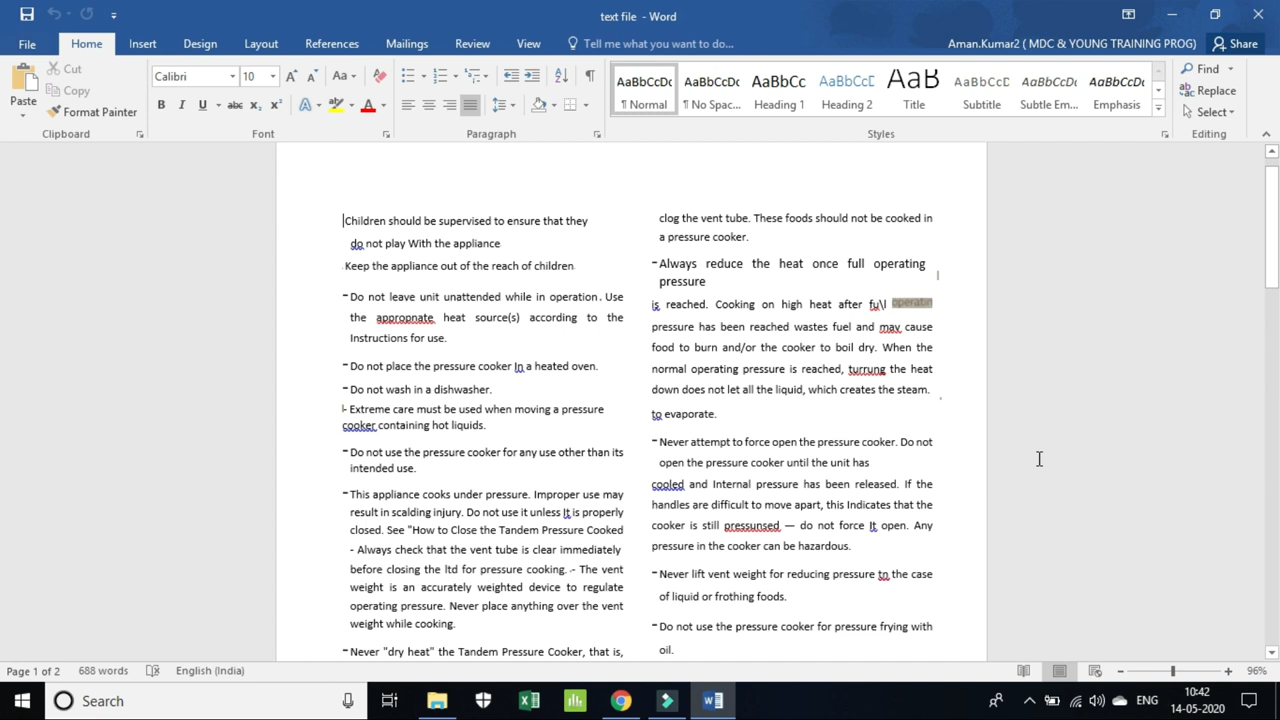 text file - Word
File
Home
Insert
Design
Layout
References
Mailings
Review
View
Tell me what you want to do...
Aman.Kumar2 ( MDC & YOUNG TRAINING PROG)
Share
Paste
Cut
Copy
Format Painter
Clipboard
Calibri
10
Font
Paragraph
AaBbCcDc
¶ Normal
AaBbCcDc
¶ No Spac...
AaBbCc
Heading 1
AaBbCcDc
Heading 2
AaB
Title
AaBbCcDc
Subtitle
AaBbCcDc
Subtle Em...
AaBbCcDc
Emphasis
Styles
Find
Replace
Select
Editing
Children should be supervised to ensure that they
do not play With the appliance
Keep the appliance out of the reach of children
- Do not leave unit unattended while in operation. Use
the appropnate heat source(s) according to the
Instructions for use.
- Do not place the pressure cooker In a heated oven.
- Do not wash in a dishwasher.
- Extreme care must be used when moving a pressure
cooker containing hot liquids.
- Do not use the pressure cooker for any use other than its
intended use.
- This appliance cooks under pressure. Improper use may
result in scalding injury. Do not use it unless It is properly
closed. See "How to Close the Tandem Pressure Cooked
- Always check that the vent tube is clear immediately
before closing the ltd for pressure cooking. - The vent
weight is an accurately weighted device to regulate
operating pressure. Never place anything over the vent
weight while cooking.
- Never "dry heat" the Tandem Pressure Cooker, that is,
clog the vent tube. These foods should not be cooked in
a pressure cooker.
- Always reduce the heat once full operating
pressure
is reached. Cooking on high heat after fu\l operatin
pressure has been reached wastes fuel and may cause
food to burn and/or the cooker to boil dry. When the
normal operating pressure is reached, turrung the heat
down does not let all the liquid, which creates the steam.
to evaporate.
- Never attempt to force open the pressure cooker. Do not
open the pressure cooker until the unit has
cooled and Internal pressure has been released. If the
handles are difficult to move apart, this Indicates that the
cooker is still pressunsed — do not force It open. Any
pressure in the cooker can be hazardous.
- Never lift vent weight for reducing pressure tn the case
of liquid or frothing foods.
- Do not use the pressure cooker for pressure frying with
oil.
Page 1 of 2
688 words
English (India)
96%
Search
ENG
10:42
14-05-2020